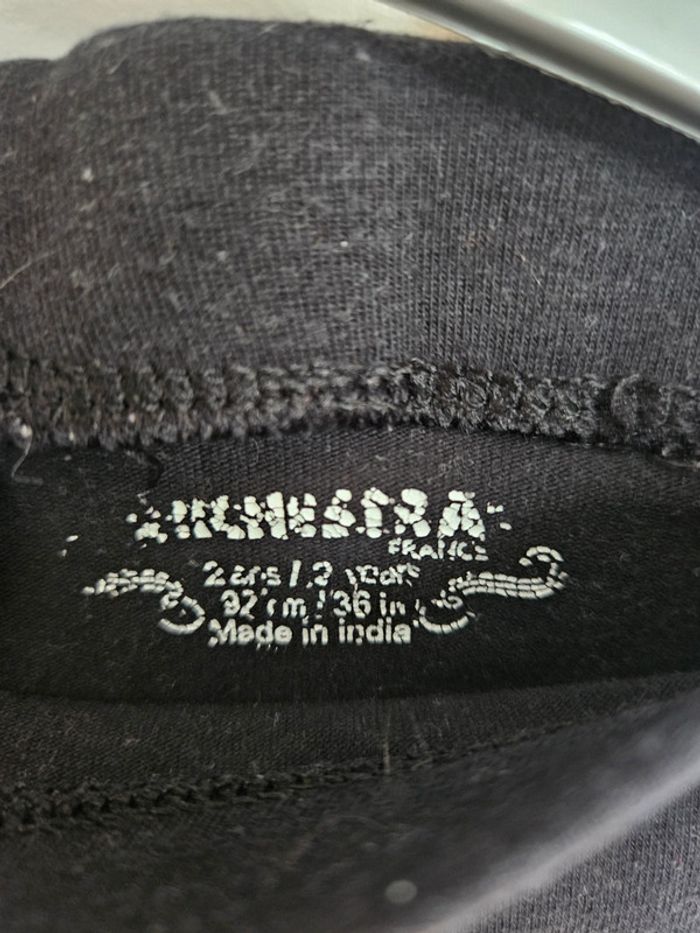 ORCHESTRA
FRANCE
2 ans / 2 years
92 cm / 36 in
Made in india